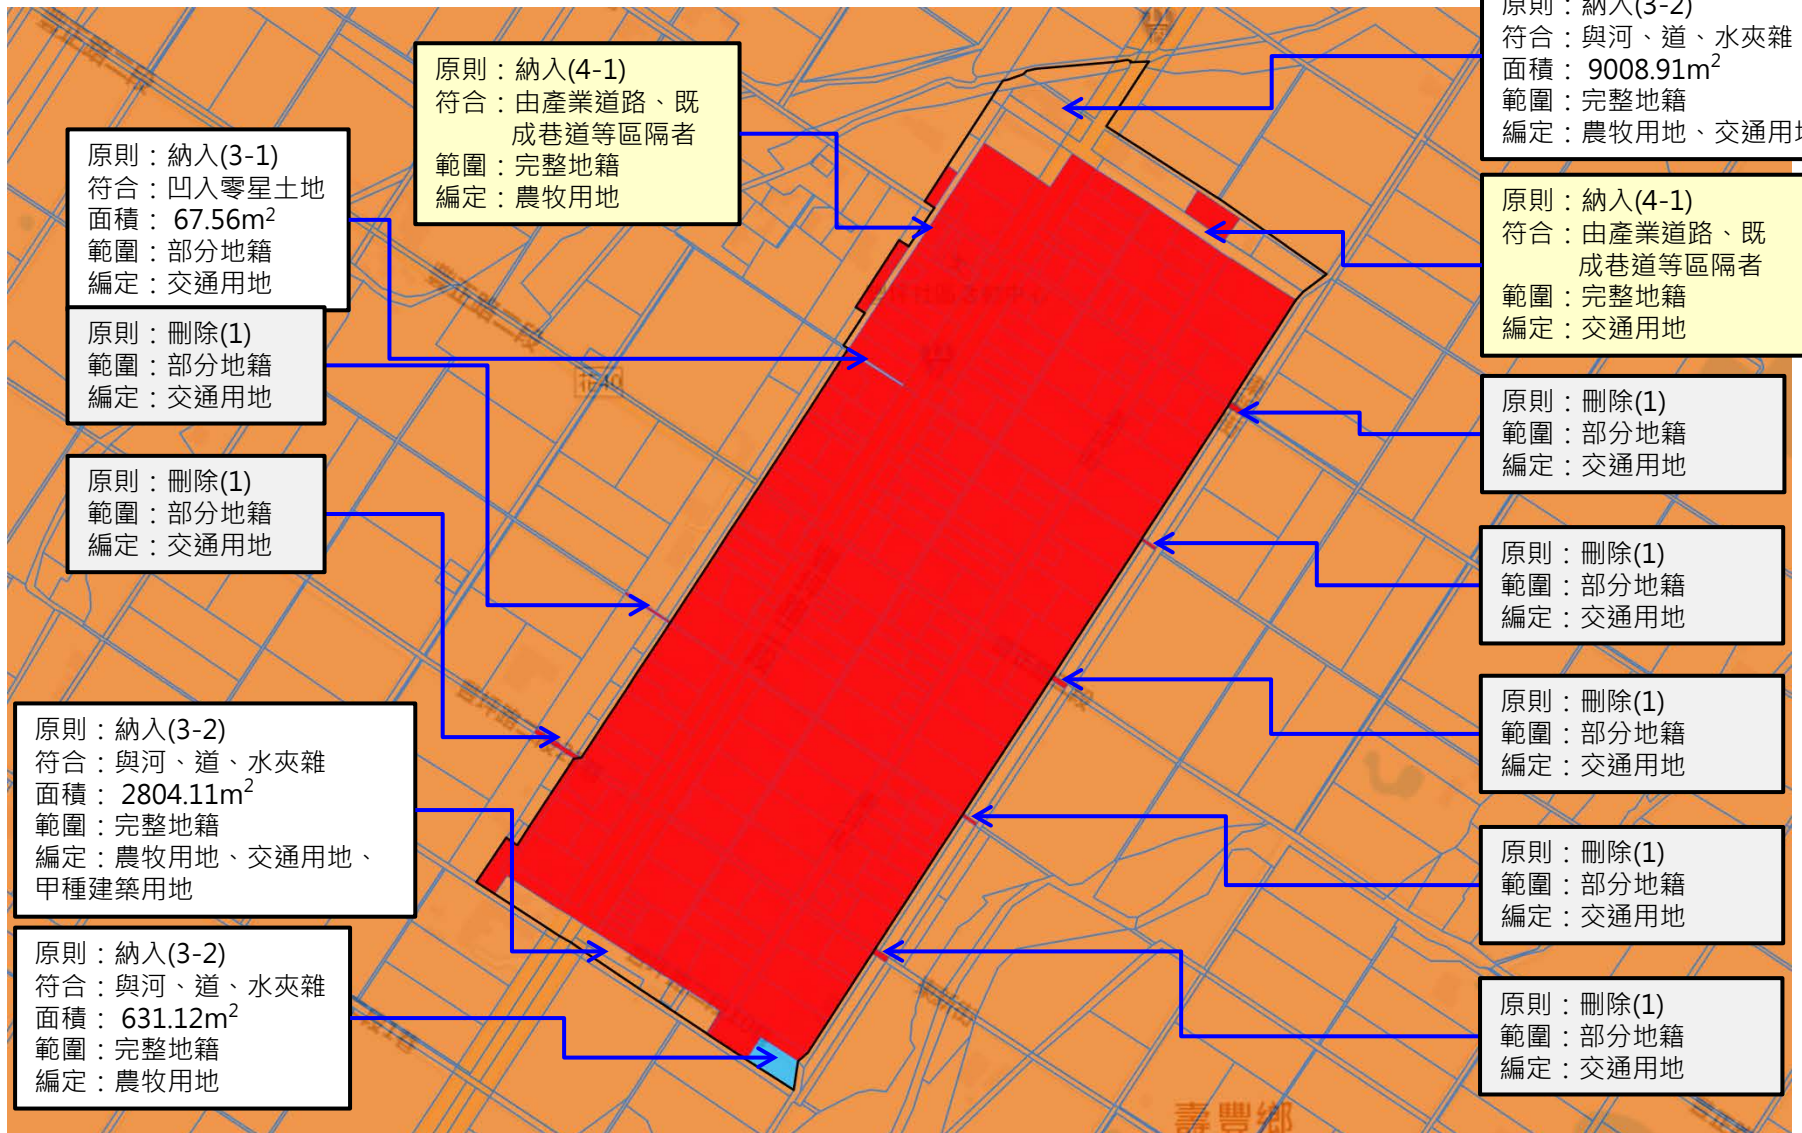 原則：納入(3-1)
符合：凹入零星土地
面積： 67.56m²
範圍：部分地籍
編定：交通用地
原則：刪除(1)
範圍：部分地籍
編定：交通用地
原則：刪除(1)
範圍：部分地籍
編定：交通用地
原則：納入(3-2)
符合：與河、道、水夾雜
面積： 2804.11m²
範圍：完整地籍
編定：農牧用地、交通用地、
甲種建築用地
原則：納入(3-2)
符合：與河、道、水夾雜
面積： 631.12m²
範圍：完整地籍
編定：農牧用地
原則：納入(4-1)
符合：由產業道路、既
成巷道等區隔者
範圍：完整地籍
編定：農牧用地
豐正路二段
花40
壽豐鄉
原則：納入(3-2)
符合：與河、道、水夾雜
面積： 9008.91m²
範圍：完整地籍
編定：農牧用地、交通用地
原則：納入(4-1)
符合：由產業道路、既
成巷道等區隔者
範圍：完整地籍
編定：交通用地
原則：刪除(1)
範圍：部分地籍
編定：交通用地
原則：刪除(1)
範圍：部分地籍
編定：交通用地
原則：刪除(1)
範圍：部分地籍
編定：交通用地
原則：刪除(1)
範圍：部分地籍
編定：交通用地
原則：刪除(1)
範圍：部分地籍
編定：交通用地